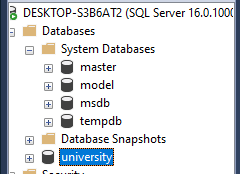 DESKTOP-S3B6AT2 (SQL Server 16.0.1000
Databases
System Databases
master
model
msdb
tempdb
Database Snapshots
university
Security